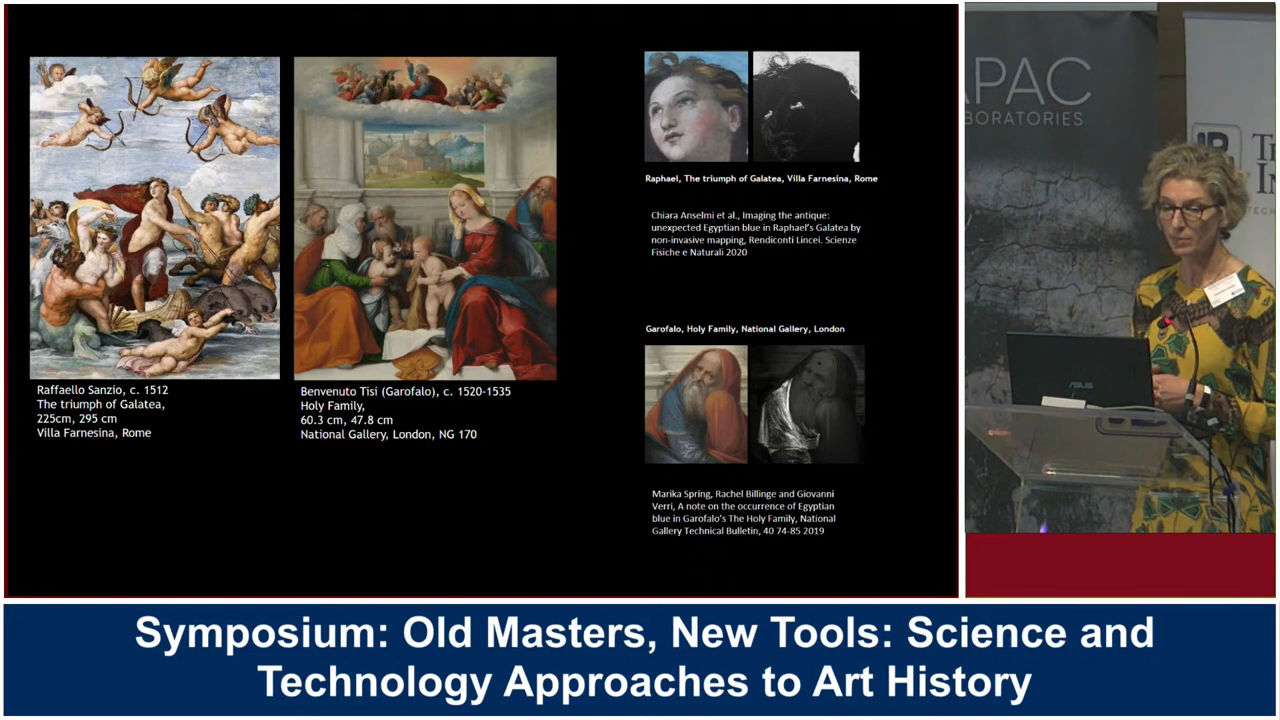 Raffaello Sanzio, c. 1512
The triumph of Galatea,
225cm, 295 cm
Villa Farnesina, Rome
Benvenuto Tisi (Garofalo), c. 1520-1535
Holy Family,
60.3 cm, 47.8 cm
National Gallery, London, NG 170
Raphael, The triumph of Galatea, Villa Farnesina, Rome
Chiara Anselmi et al., Imaging the antique:
unexpected Egyptian blue in Raphael's Galatea by
non-invasive mapping, Rendiconti Lincei. Scienze
Fisiche e Naturali 2020
Garofalo, Holy Family, National Gallery, London
Marika Spring, Rachel Billinge and Giovanni
Verri, A note on the occurrence of Egyptian
blue in Garofalo's The Holy Family, National
Gallery Technical Bulletin, 40 74-85 2019
APAC
BORATORIES
ASUS
Symposium: Old Masters, New Tools: Science and
Technology Approaches to Art History